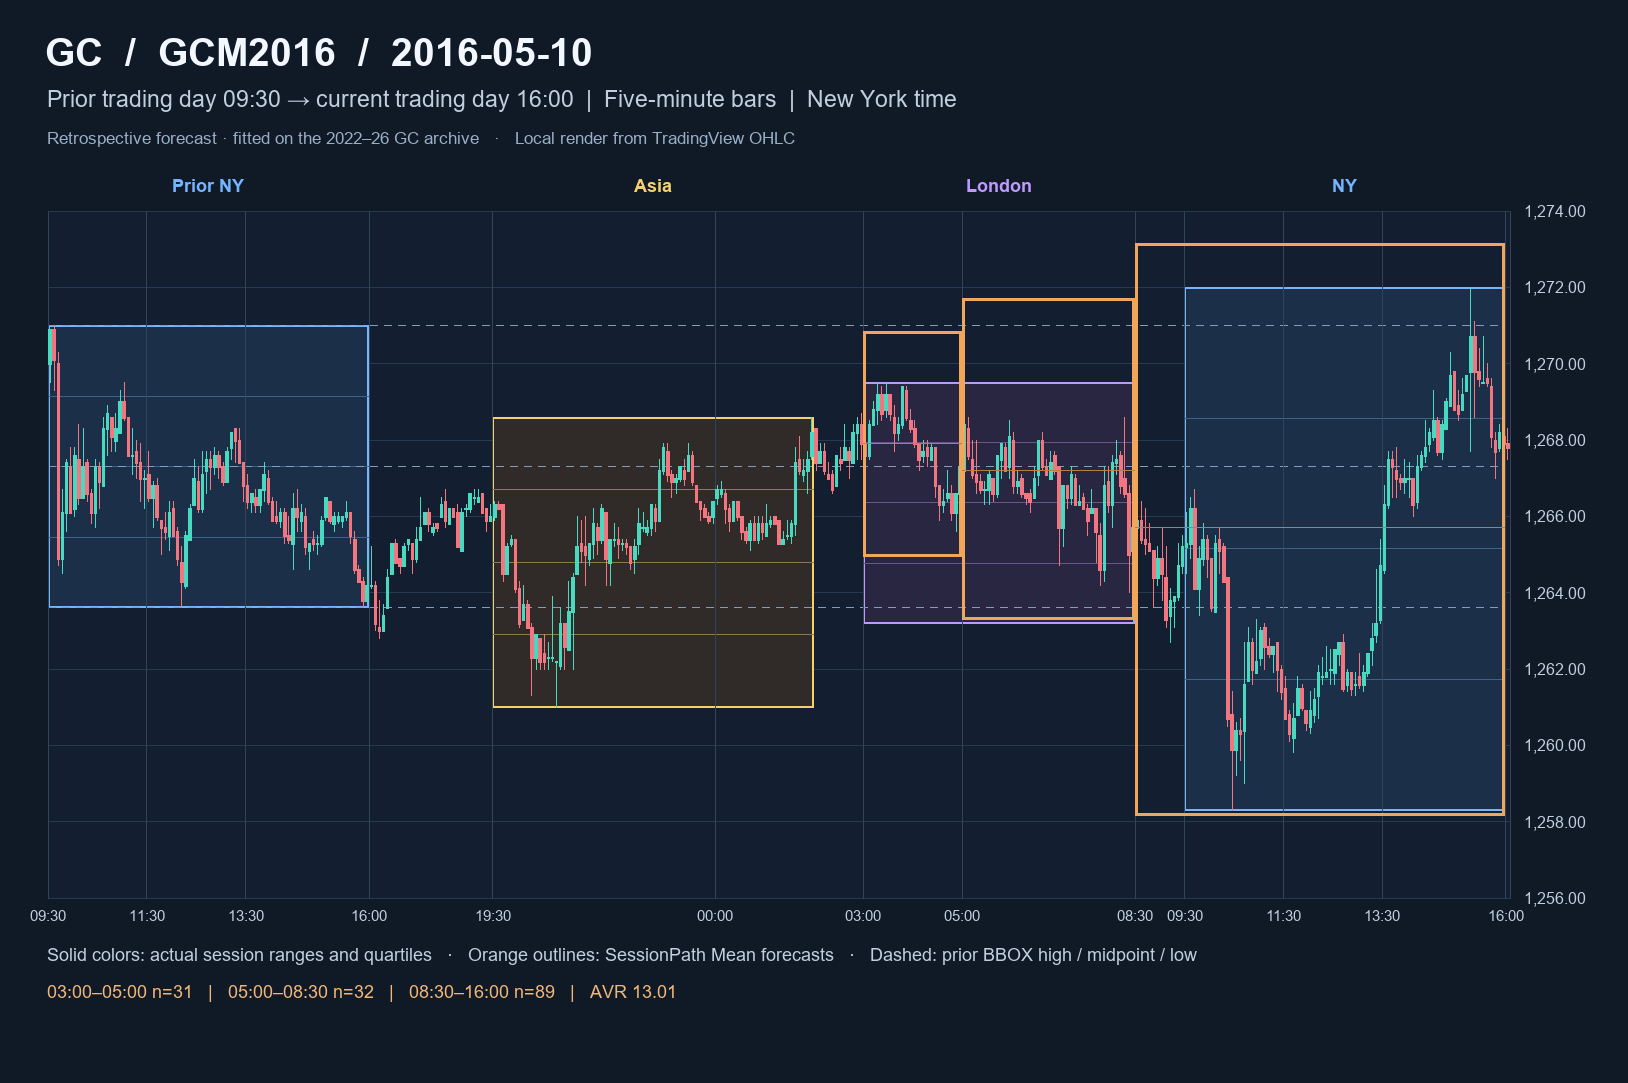 GC / GCM2016 / 2016-05-10
Prior trading day 09:30 → current trading day 16:00 | Five-minute bars | New York time
Retrospective forecast · fitted on the 2022–26 GC archive · Local render from TradingView OHLC
Prior NY Asia London NY
1,274.00
1,272.00
1,270.00
1,268.00
1,266.00
1,264.00
1,262.00
1,260.00
1,258.00
1,256.00
09:30 11:30 13:30 16:00 19:30 00:00 03:00 05:00 08:30 09:30 11:30 13:30 16:00
Solid colors: actual session ranges and quartiles · Orange outlines: SessionPath Mean forecasts · Dashed: prior BBOX high / midpoint / low
03:00–05:00 n=31 | 05:00–08:30 n=32 | 08:30–16:00 n=89 | AVR 13.01